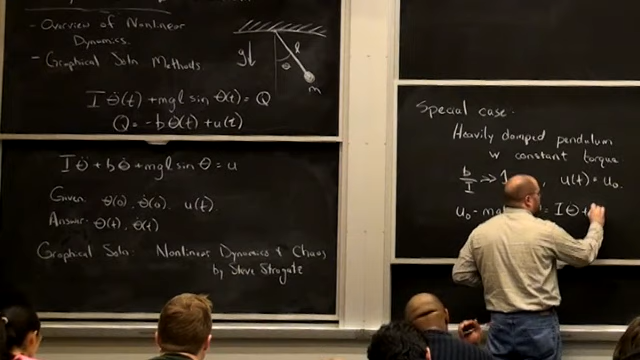 - Overview of Nonlinear
Dynamics.
- Graphical Soln Methods
g
l
θ
m
I θ̈(t) + mgl sin θ(t) = Q
Q = -b θ̇(t) + u(t)
I θ̈ + b θ̇ + mgl sin θ = u
Given θ(0), θ̇(0), u(t).
Answer: θ(t), θ̇(t)
Graphical Soln: Nonlinear Dynamics & Chaos
by Steve Strogatz
Special case:
Heavily damped pendulum
w constant torque
b/I >> 1, u(t) = u₀.
u₀ - mg = I θ̈ +